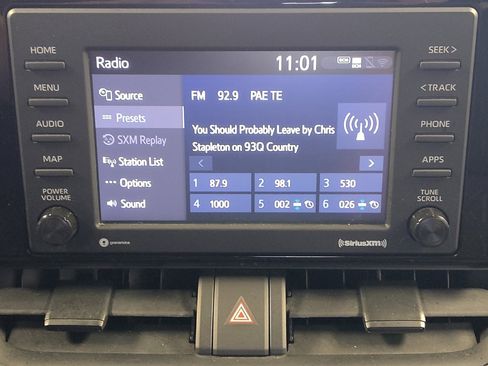 HOME
MENU
AUDIO
MAP
POWER
VOLUME
Radio
11:01
Source
Presets
SXM Replay
Station List
Options
Sound
FM 92.9 PAE TE
You Should Probably Leave by Chris
Stapleton on 93Q Country
< >
1 87.9 2 98.1 3 530
4 1000 5 002 6 026
SEEK >
< TRACK
PHONE
APPS
TUNE
SCROLL
gracenote
((SiriusXM))